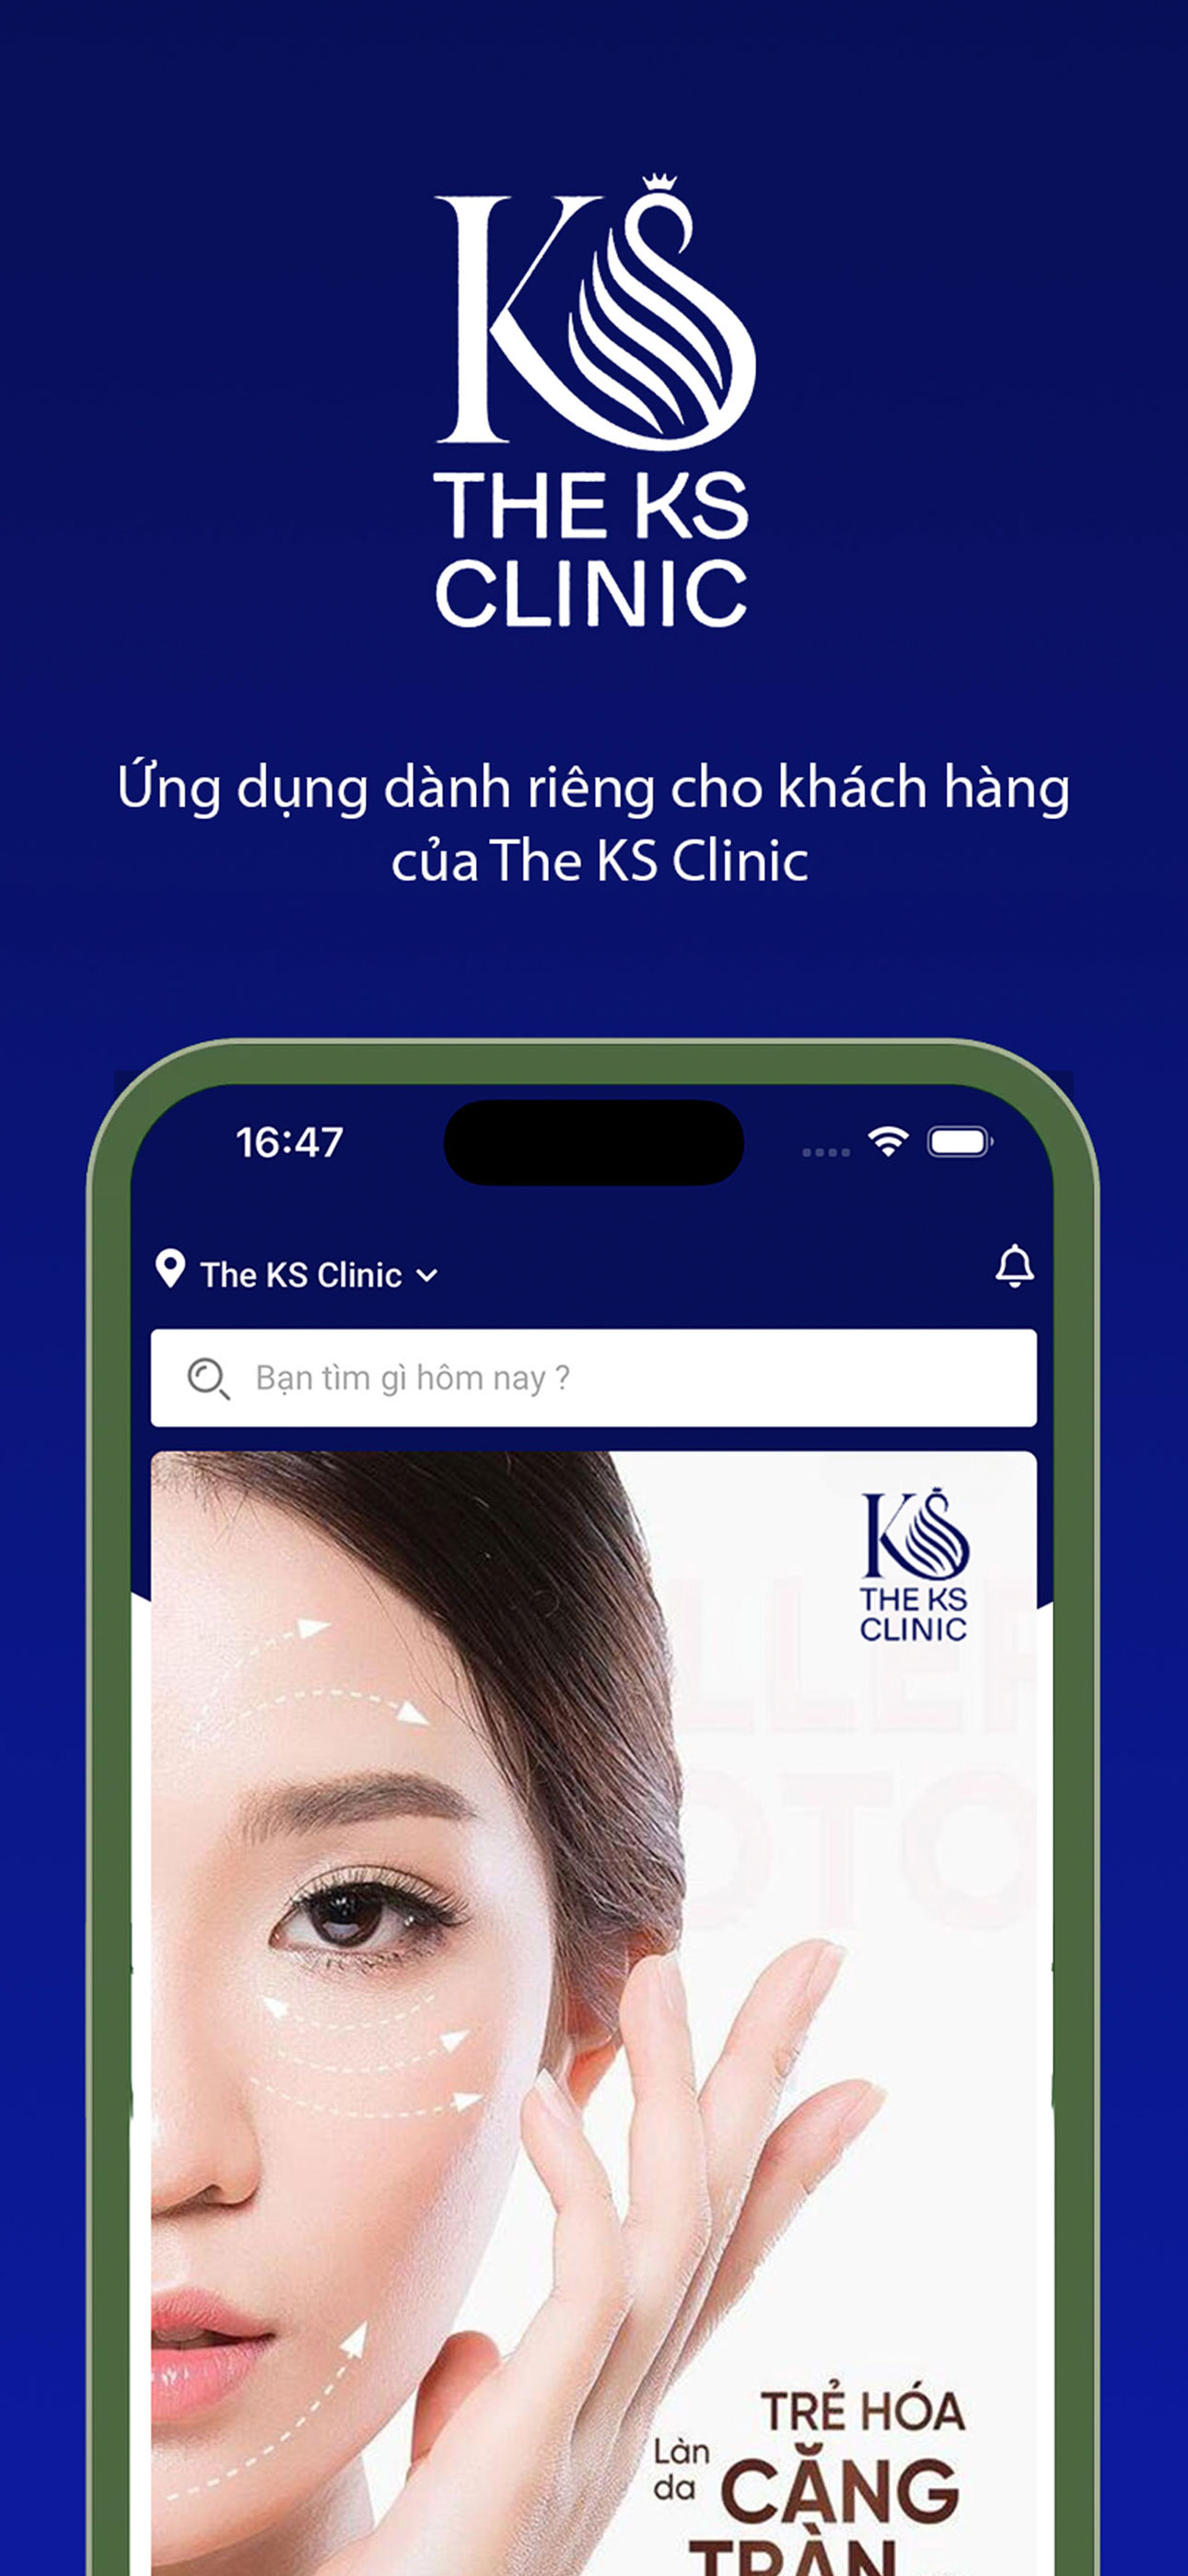 KS
THE KS
CLINIC
Ứng dụng dành riêng cho khách hàng
của The KS Clinic
16:47
The KS Clinic
Bạn tìm gì hôm nay ?
KS
THE KS
CLINIC
TRẺ HÓA
Làn
da
CĂNG
TRÀN